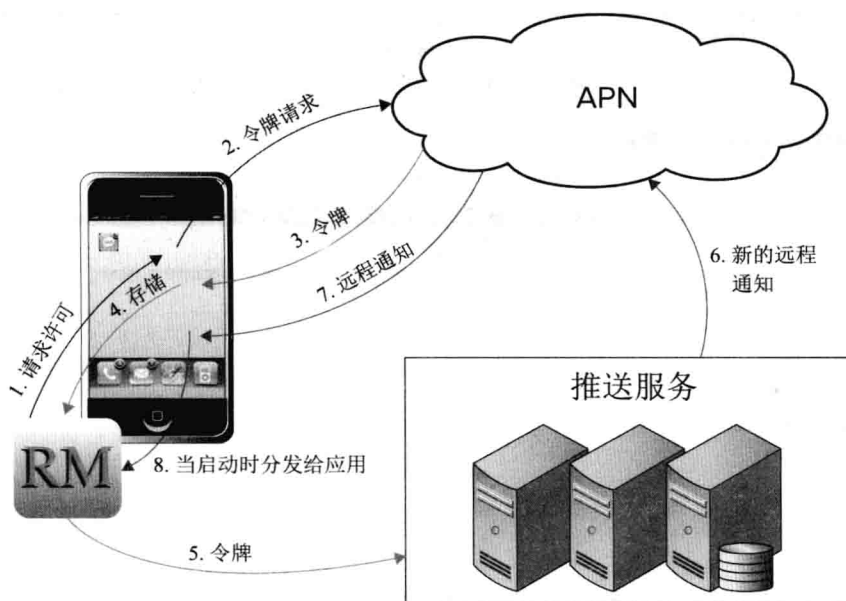 APN
2. 令牌请求
3. 令牌
7. 远程通知
6. 新的远程
通知
4. 存储
1. 请求许可
推送服务
RM
8. 当启动时分发给应用
5. 令牌